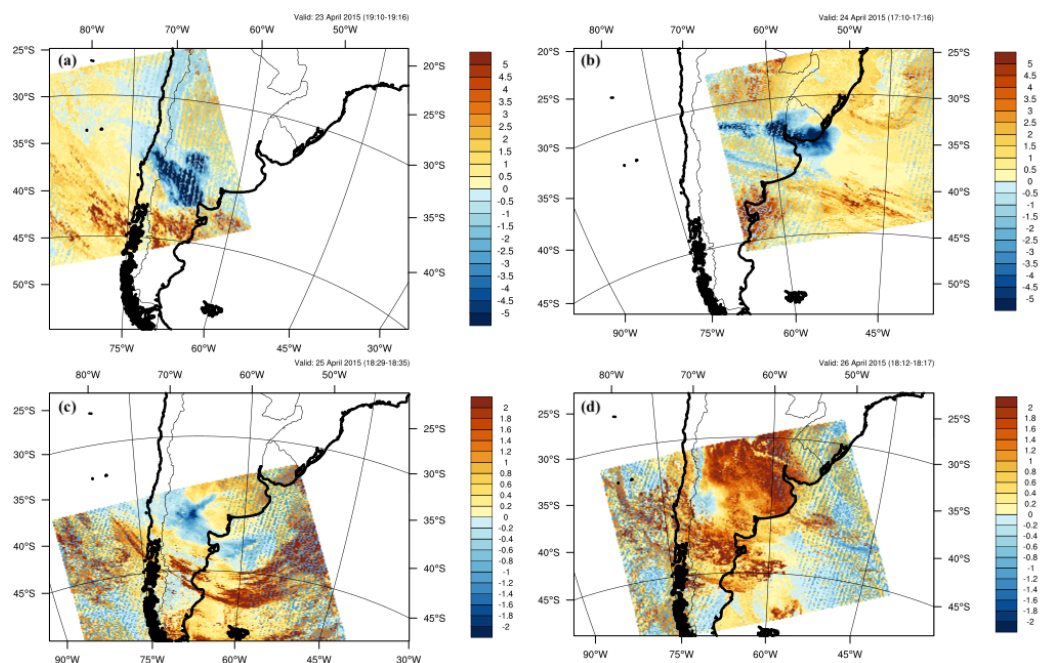 Valid: 23 April 2015 (19:10-19:16)
80°W 70°W 60°W 50°W
(a)
25°S
30°S
35°S
40°S
45°S
50°S
20°S
25°S
30°S
35°S
40°S
75°W 60°W 45°W 30°W
5
4.5
4
3.5
3
2.5
2
1.5
1
0.5
0
-0.5
-1
-1.5
-2
-2.5
-3
-3.5
-4
-4.5
-5
Valid: 24 April 2015 (17:10-17:16)
80°W 70°W 60°W 50°W
(b)
20°S
25°S
30°S
35°S
40°S
45°S
25°S
30°S
35°S
40°S
45°S
50°S
90°W 75°W 60°W 45°W
5
4.5
4
3.5
3
2.5
2
1.5
1
0.5
0
-0.5
-1
-1.5
-2
-2.5
-3
-3.5
-4
-4.5
-5
Valid: 25 April 2015 (18:29-18:35)
80°W 70°W 60°W 50°W
(c)
25°S
30°S
35°S
40°S
45°S
25°S
30°S
35°S
40°S
45°S
90°W 75°W 60°W 45°W 30°W
2
1.8
1.6
1.4
1.2
1
0.8
0.6
0.4
0.2
0
-0.2
-0.4
-0.6
-0.8
-1
-1.2
-1.4
-1.6
-1.8
-2
Valid: 26 April 2015 (18:12-18:17)
80°W 70°W 60°W 50°W
(d)
25°S
30°S
35°S
40°S
45°S
25°S
30°S
35°S
40°S
45°S
90°W 75°W 60°W 45°W
2
1.8
1.6
1.4
1.2
1
0.8
0.6
0.4
0.2
0
-0.2
-0.4
-0.6
-0.8
-1
-1.2
-1.4
-1.6
-1.8
-2